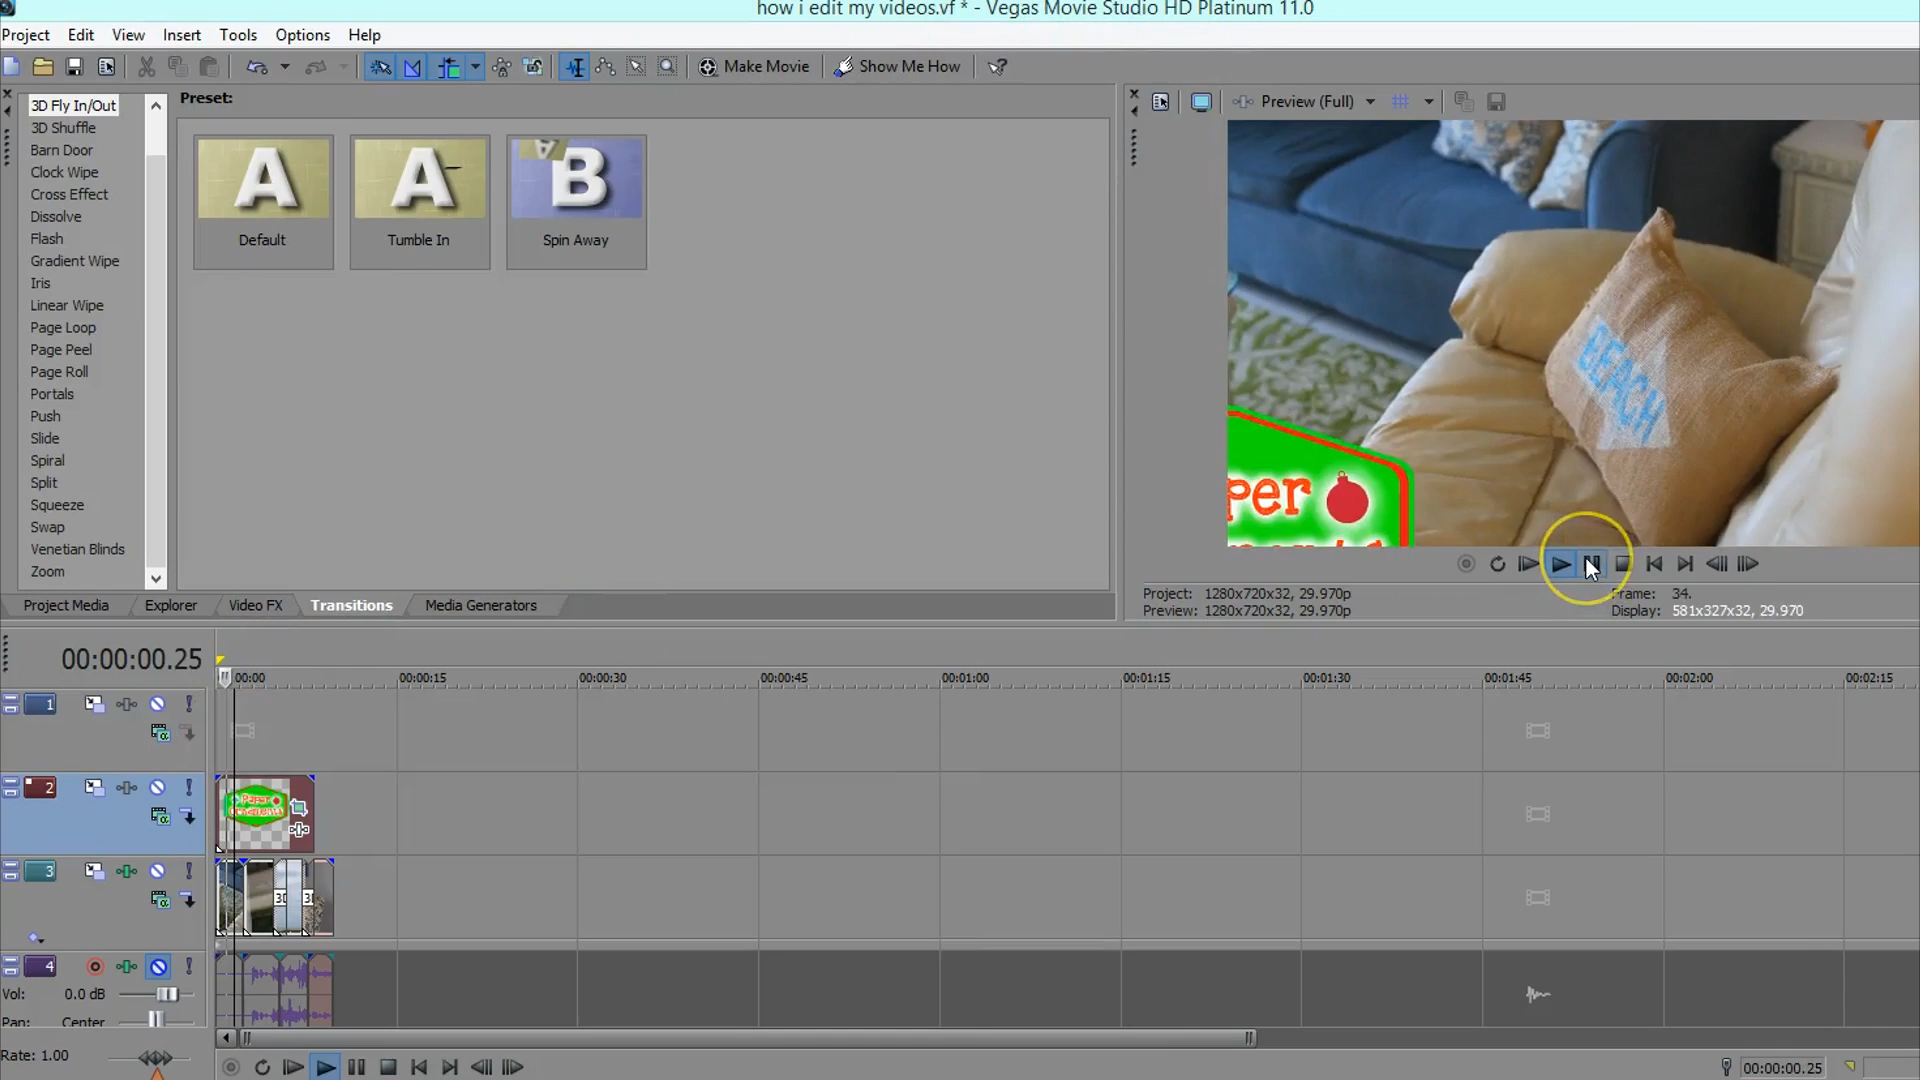 how i edit my videos.vf * - Vegas Movie Studio HD Platinum 11.0
Project Edit View Insert Tools Options Help
Make Movie Show Me How
3D Fly In/Out
3D Shuffle
Barn Door
Clock Wipe
Cross Effect
Dissolve
Flash
Gradient Wipe
Iris
Linear Wipe
Page Loop
Page Peel
Page Roll
Portals
Push
Slide
Spiral
Split
Squeeze
Swap
Venetian Blinds
Zoom
Preset:
A A B
Default Tumble In Spin Away
Preview (Full)
BEACH
per
Project: 1280x720x32, 29.970p Frame: 34.
Preview: 1280x720x32, 29.970p Display: 581x327x32, 29.970
Project Media Explorer Video FX Transitions Media Generators
00:00:00.25
00:00 00:00:15 00:00:30 00:00:45 00:01:00 00:01:15 00:01:30 00:01:45 00:02:00 00:02:15
1
2
Paper
Ornaments
3
3D 3D
4
Vol: 0.0 dB
Pan: Center
Rate: 1.00
00:00:00.25